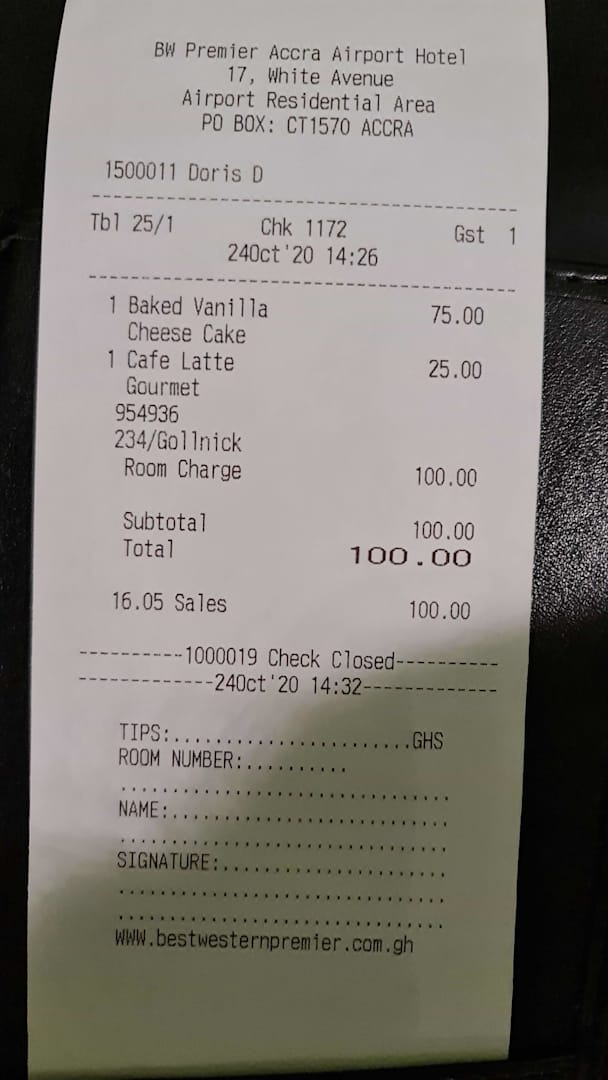 BW Premier Accra Airport Hotel
17, White Avenue
Airport Residential Area
PO BOX: CT1570 ACCRA
1500011 Doris D
--------------------------------
Tbl 25/1 Chk 1172 Gst 1
24Oct'20 14:26
--------------------------------
1 Baked Vanilla 75.00
Cheese Cake
1 Cafe Latte 25.00
Gourmet
954936
234/Gollnick
Room Charge 100.00
Subtotal 100.00
Total 100.00
16.05 Sales 100.00
----------1000019 Check Closed----------
-------------24Oct'20 14:32-------------
TIPS:.......................GHS
ROOM NUMBER:..........
................................
NAME:...........................
................................
SIGNATURE:......................
................................
................................
WWW.bestwesternpremier.com.gh